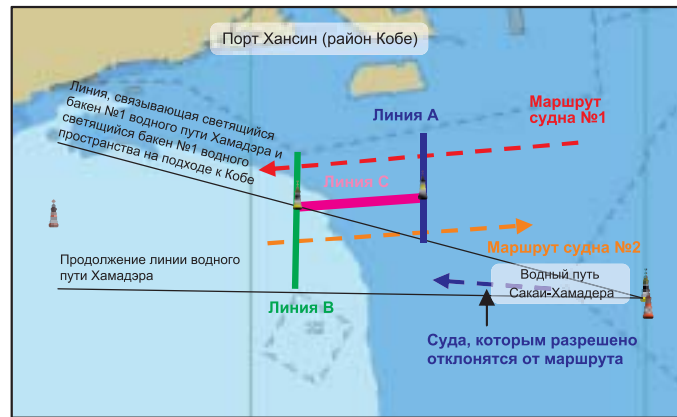 Порт Хансин (район Кобе)
Линия, связывающая светящийся
бакен №1 водного пути Хамадэра и
светящийся бакен №1 водного
пространства на подходе к Кобе
Линия A
Маршрут
судна №1
Линия C
Маршрут судна №2
Продолжение линии водного
пути Хамадэра
Водный путь
Сакаи-Хамадера
Линия B
Суда, которым разрешено
отклонятся от маршрута